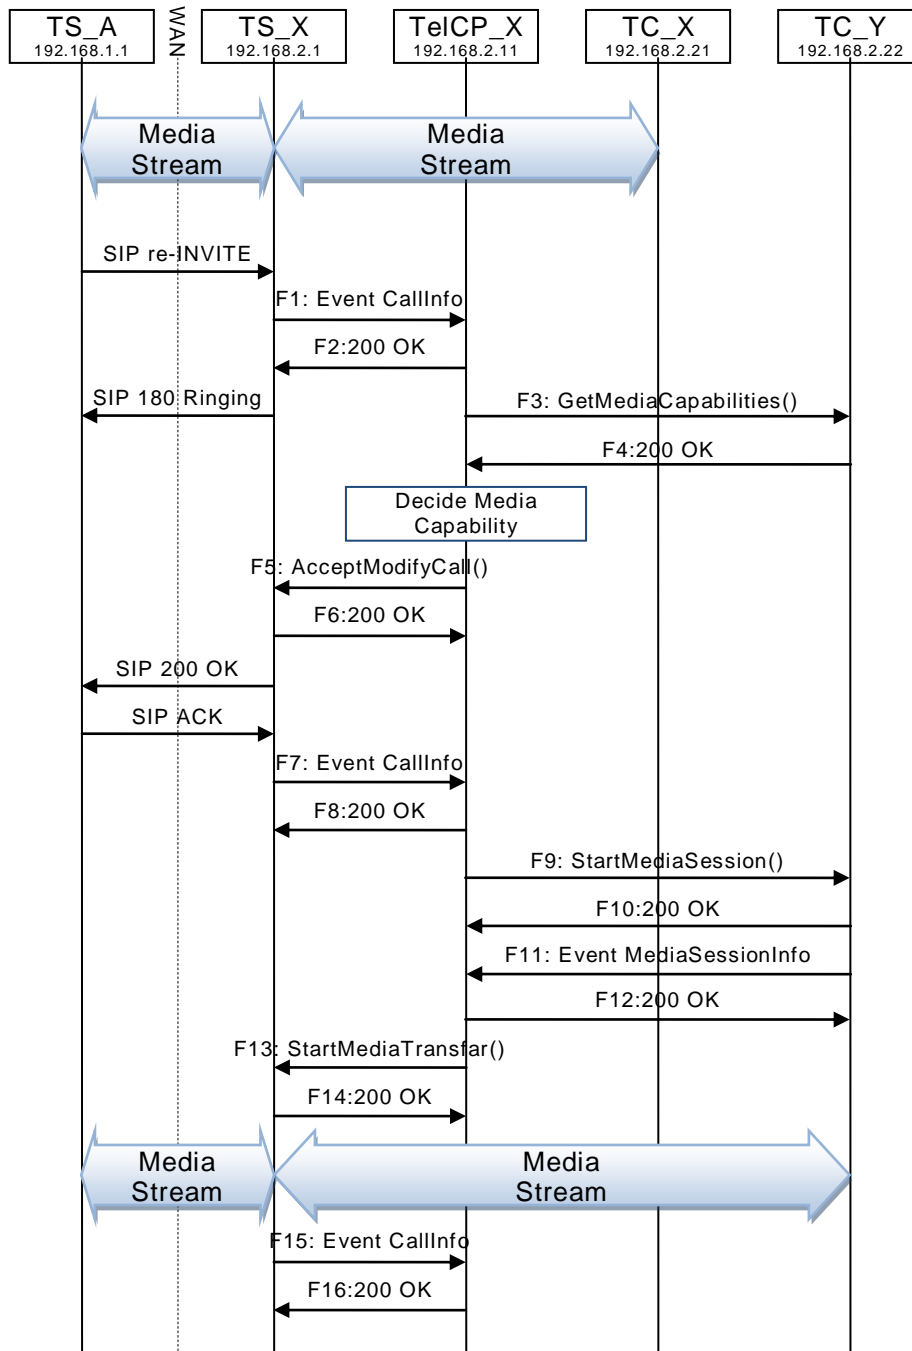 TS_A
192.168.1.1
WAN
TS_X
192.168.2.1
TelCP_X
192.168.2.11
TC_X
192.168.2.21
TC_Y
192.168.2.22
Media
Stream
Media
Stream
SIP re-INVITE
F1: Event CallInfo
F2:200 OK
SIP 180 Ringing
F3: GetMediaCapabilities()
F4:200 OK
Decide Media
Capability
F5: AcceptModifyCall()
F6:200 OK
SIP 200 OK
SIP ACK
F7: Event CallInfo
F8:200 OK
F9: StartMediaSession()
F10:200 OK
F11: Event MediaSessionInfo
F12:200 OK
F13: StartMediaTransfar()
F14:200 OK
Media
Stream
Media
Stream
F15: Event CallInfo
F16:200 OK